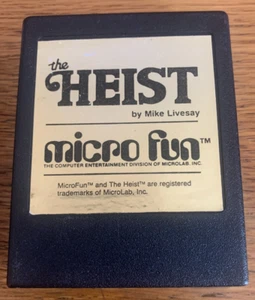 the
HEIST
by Mike Livesay
micro fun™
THE COMPUTER ENTERTAINMENT DIVISION OF MICROLAB, INC.
MicroFun™ and The Heist™ are registered
trademarks of MicroLab, Inc.